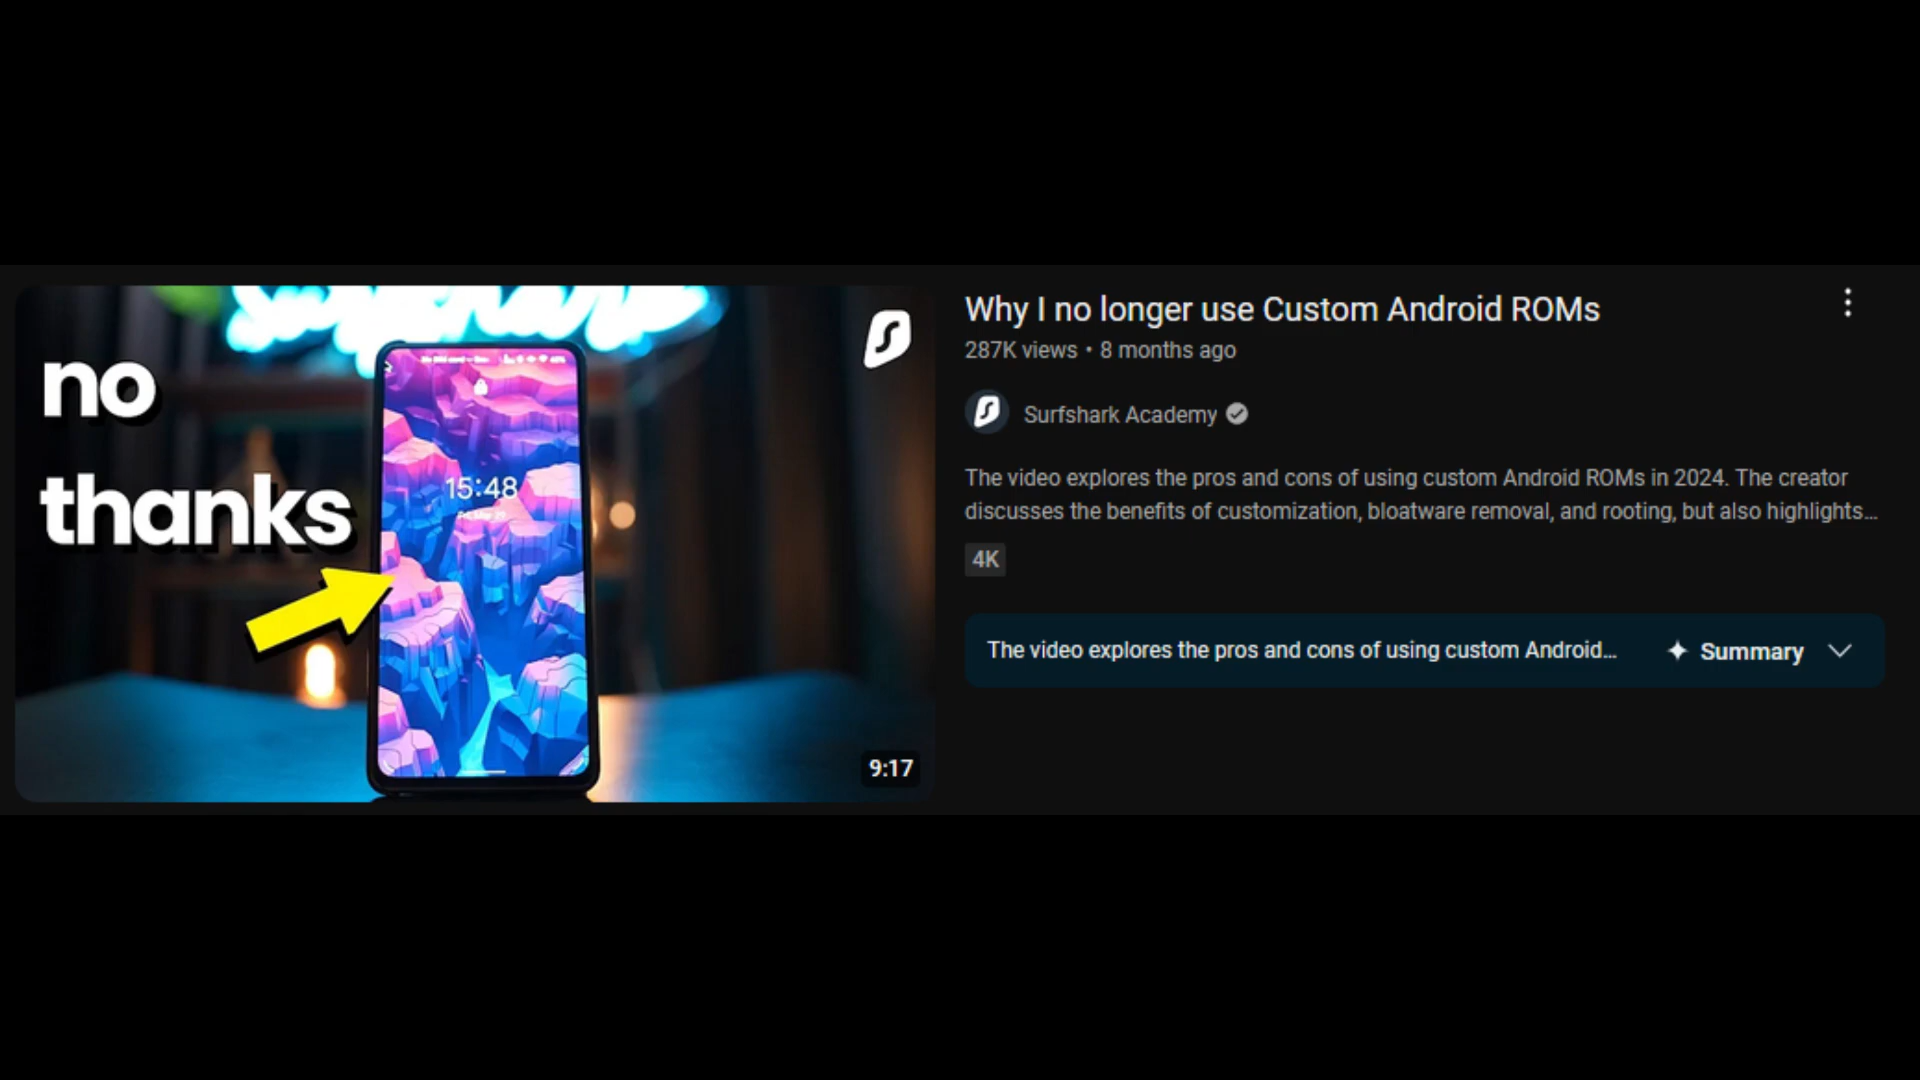 no
thanks
15:48
9:17
Why I no longer use Custom Android ROMs
287K views • 8 months ago
Surfshark Academy
The video explores the pros and cons of using custom Android ROMs in 2024. The creator
discusses the benefits of customization, bloatware removal, and rooting, but also highlights...
4K
The video explores the pros and cons of using custom Android...
Summary